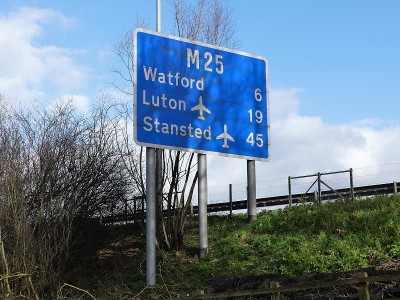 M25
Watford 6
Luton 19
Stansted 45